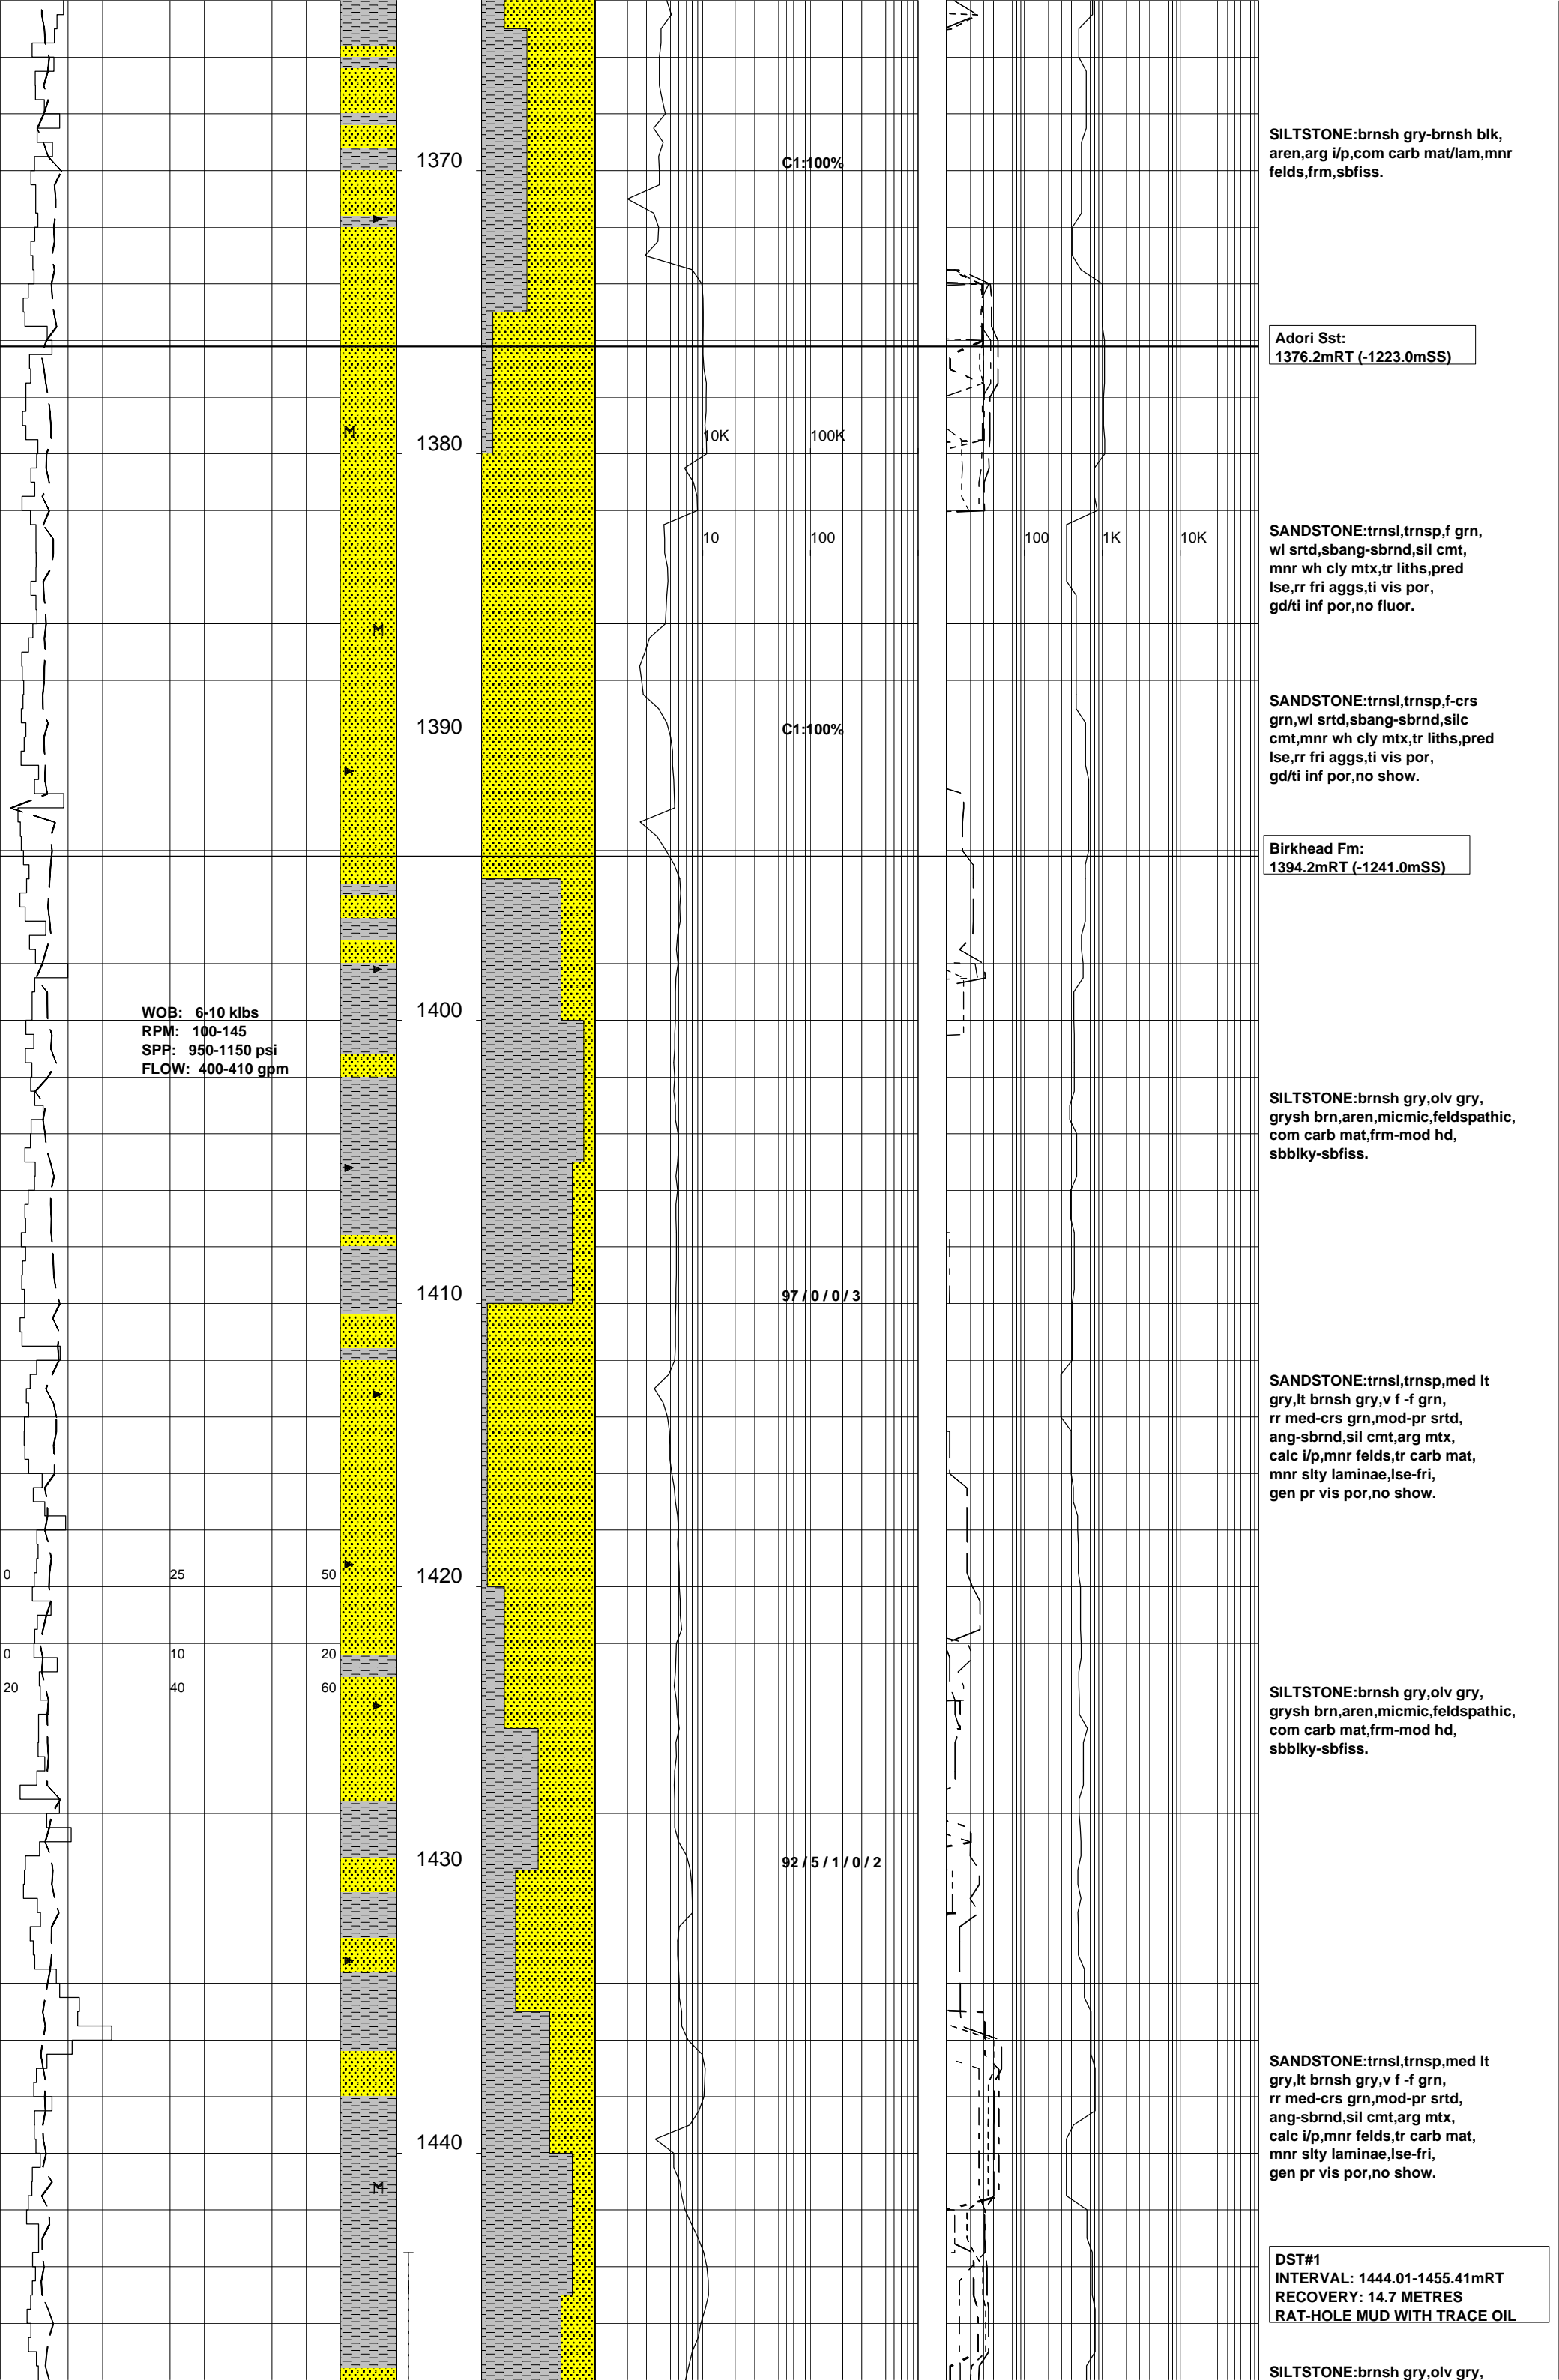 SILTSTONE:brnsh gry-brnsh blk,
aren,arg i/p,com carb mat/lam,mnr
felds,frm,sbfiss.
1370
C1:100%
Adori Sst:
1376.2mRT (-1223.0mSS)
M
1380
10K
100K
10
100
100
1K
10K
SANDSTONE:trnsl,trnsp,f grn,
wl srtd,sbang-sbrnd,sil cmt,
mnr wh cly mtx,tr liths,pred
lse,rr fri aggs,ti vis por,
gd/ti inf por,no fluor.
M
SANDSTONE:trnsl,trnsp,f-crs
grn,wl srtd,sbang-sbrnd,silc
cmt,mnr wh cly mtx,tr liths,pred
lse,rr fri aggs,ti vis por,
gd/ti inf por,no show.
1390
C1:100%
Birkhead Fm:
1394.2mRT (-1241.0mSS)
1400
WOB: 6-10 klbs
RPM: 100-145
SPP: 950-1150 psi
FLOW: 400-410 gpm
SILTSTONE:brnsh gry,olv gry,
grysh brn,aren,micmic,feldspathic,
com carb mat,frm-mod hd,
sbblky-sbfiss.
1410
97 / 0 / 0 / 3
SANDSTONE:trnsl,trnsp,med lt
gry,lt brnsh gry,v f -f grn,
rr med-crs grn,mod-pr srtd,
ang-sbrnd,sil cmt,arg mtx,
calc i/p,mnr felds,tr carb mat,
mnr slty laminae,lse-fri,
gen pr vis por,no show.
0 25 50
1420
0 10 20
20 40 60
SILTSTONE:brnsh gry,olv gry,
grysh brn,aren,micmic,feldspathic,
com carb mat,frm-mod hd,
sbblky-sbfiss.
1430
92 / 5 / 1 / 0 / 2
SANDSTONE:trnsl,trnsp,med lt
gry,lt brnsh gry,v f -f grn,
rr med-crs grn,mod-pr srtd,
ang-sbrnd,sil cmt,arg mtx,
calc i/p,mnr felds,tr carb mat,
mnr slty laminae,lse-fri,
gen pr vis por,no show.
1440
M
DST#1
INTERVAL: 1444.01-1455.41mRT
RECOVERY: 14.7 METRES
RAT-HOLE MUD WITH TRACE OIL
SILTSTONE:brnsh gry,olv gry,